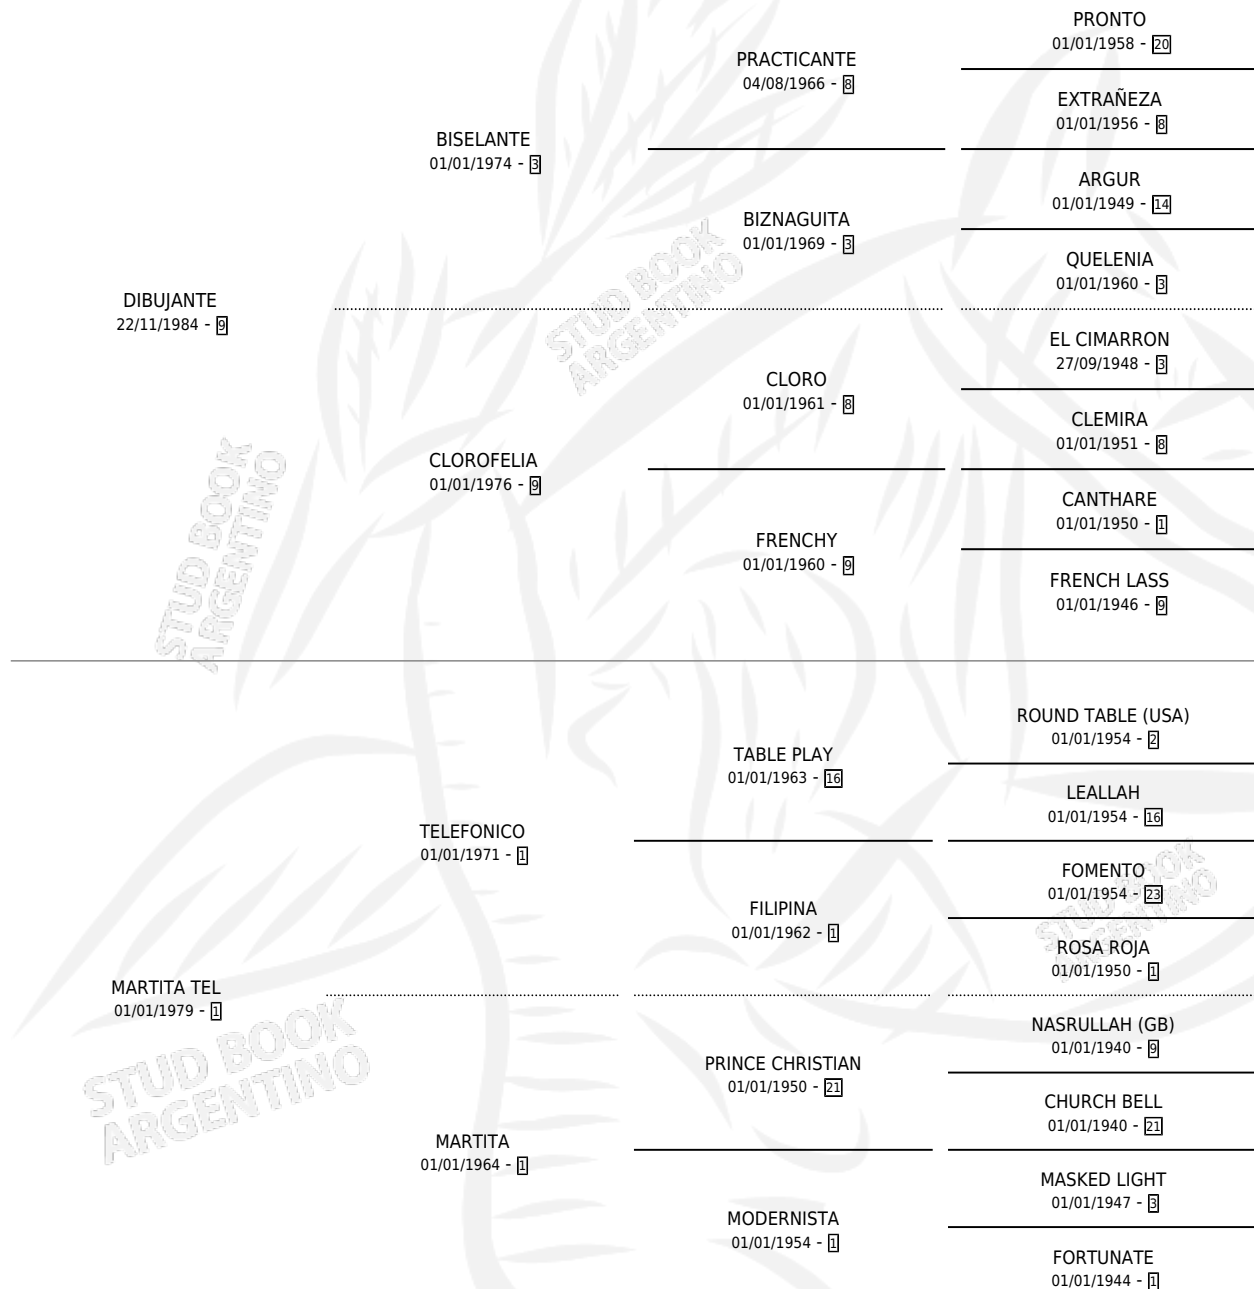 PRONTO
01/01/1958 - 20
PRACTICANTE
04/08/1966 - 8
EXTRAÑEZA
01/01/1956 - 8
BISELANTE
01/01/1974 - 3
ARGUR
01/01/1949 - 14
BIZNAGUITA
01/01/1969 - 3
QUELENIA
01/01/1960 - 3
DIBUJANTE
22/11/1984 - 9
EL CIMARRON
27/09/1948 - 3
CLORO
01/01/1961 - 8
CLEMIRA
01/01/1951 - 8
CLOROFELIA
01/01/1976 - 9
CANTHARE
01/01/1950 - 1
FRENCHY
01/01/1960 - 9
FRENCH LASS
01/01/1946 - 9
ROUND TABLE (USA)
01/01/1954 - 2
TABLE PLAY
01/01/1963 - 16
LEALLAH
01/01/1954 - 16
TELEFONICO
01/01/1971 - 1
FOMENTO
01/01/1954 - 23
FILIPINA
01/01/1962 - 1
ROSA ROJA
01/01/1950 - 1
MARTITA TEL
01/01/1979 - 1
NASRULLAH (GB)
01/01/1940 - 9
PRINCE CHRISTIAN
01/01/1950 - 21
CHURCH BELL
01/01/1940 - 21
MARTITA
01/01/1964 - 1
MASKED LIGHT
01/01/1947 - 3
MODERNISTA
01/01/1954 - 1
FORTUNATE
01/01/1944 - 1
STUD BOOK
ARGENTINO
STUD BOOK
ARGENTINO
STUD BOOK
ARGENTINO
STUD BOOK
ARGENTINO